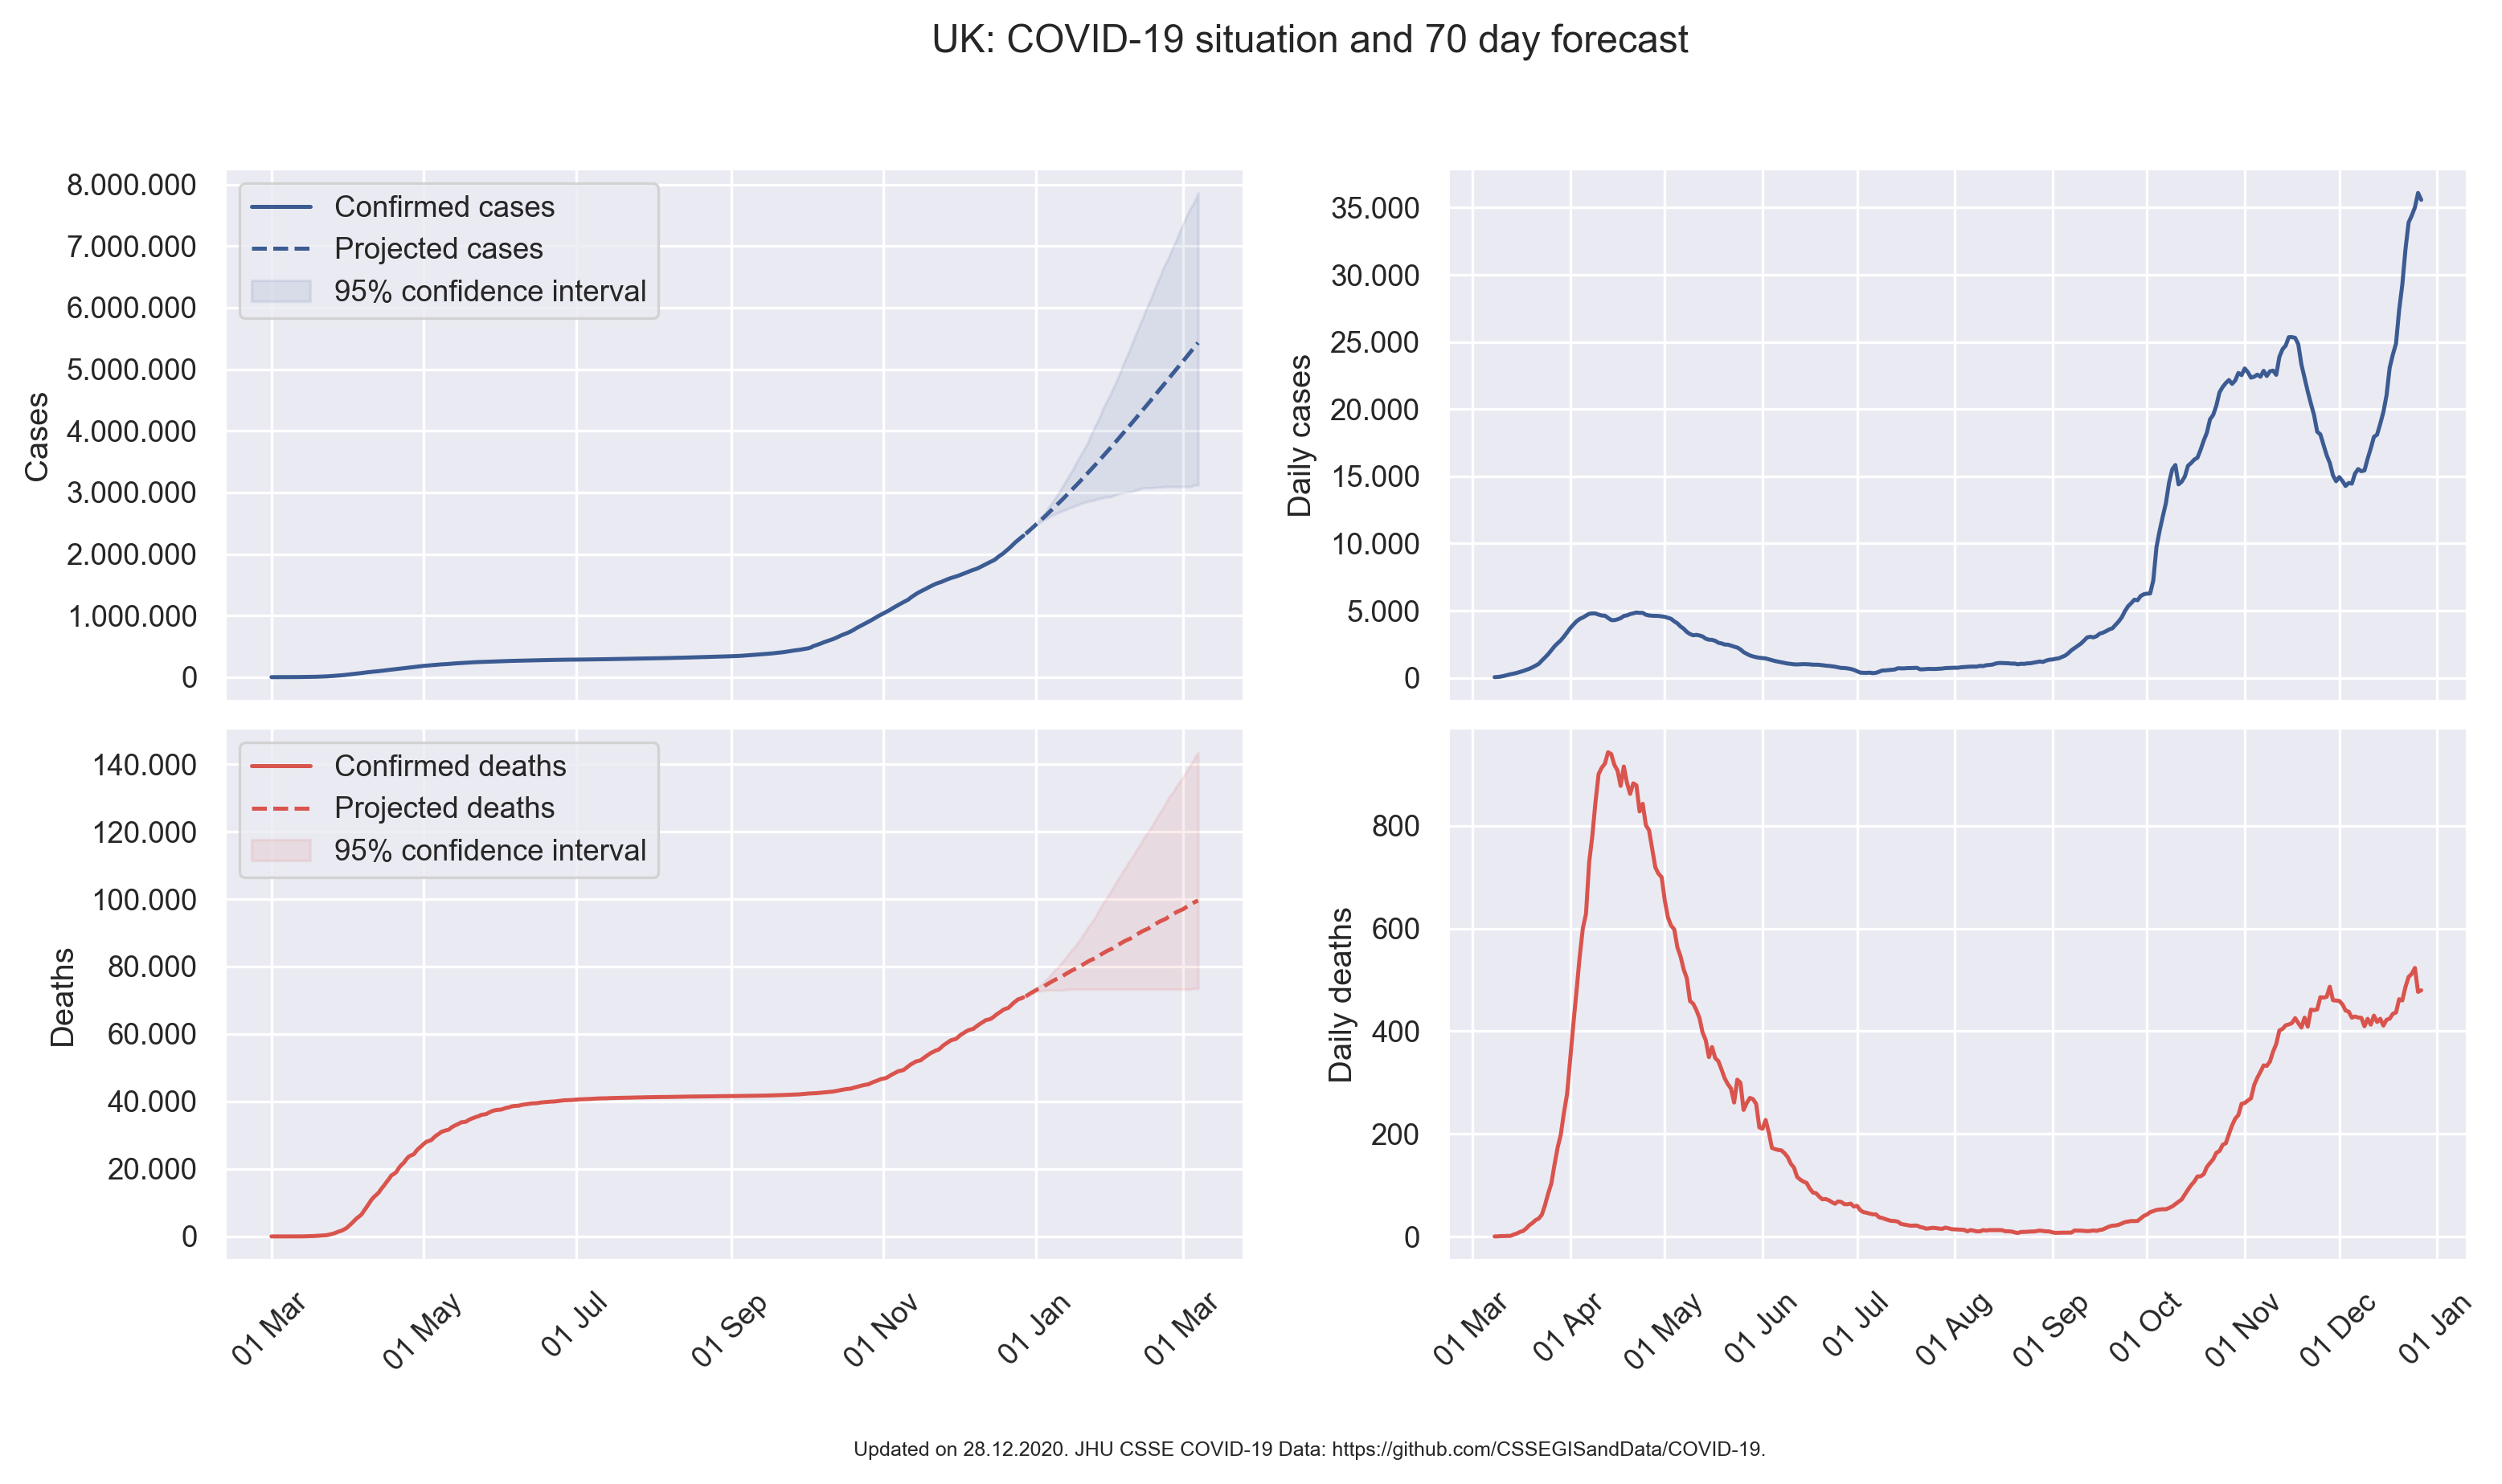 UK: COVID-19 situation and 70 day forecast
8.000.000
7.000.000
6.000.000
5.000.000
4.000.000
3.000.000
2.000.000
1.000.000
0
Cases
Confirmed cases
Projected cases
95% confidence interval
35.000
30.000
25.000
20.000
15.000
10.000
5.000
0
Daily cases
140.000
120.000
100.000
80.000
60.000
40.000
20.000
0
Deaths
Confirmed deaths
Projected deaths
95% confidence interval
01 Mar
01 May
01 Jul
01 Sep
01 Nov
01 Jan
01 Mar
800
600
400
200
0
Daily deaths
01 Mar
01 Apr
01 May
01 Jun
01 Jul
01 Aug
01 Sep
01 Oct
01 Nov
01 Dec
01 Jan
Updated on 28.12.2020. JHU CSSE COVID-19 Data: https://github.com/CSSEGISandData/COVID-19.